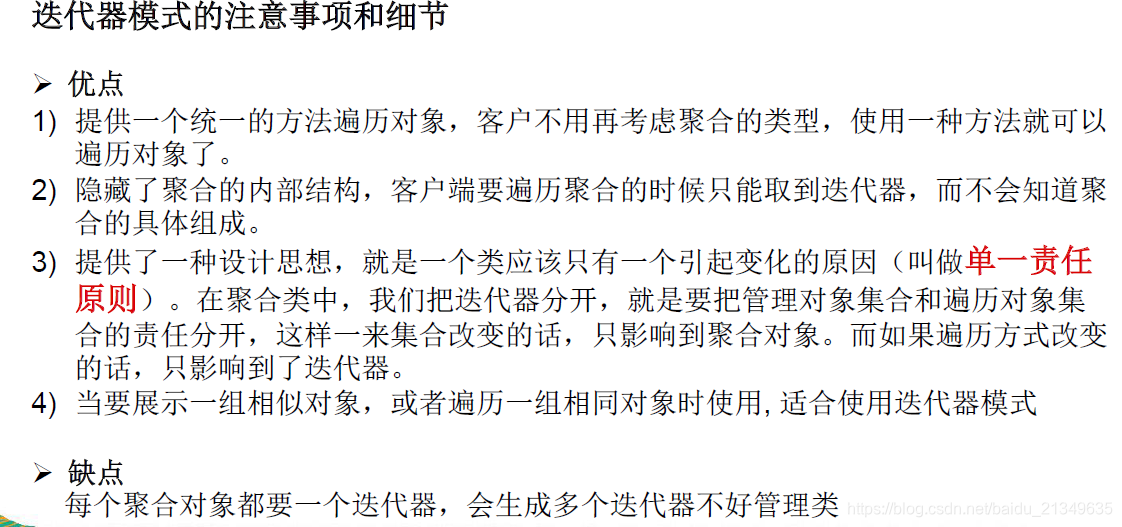 迭代器模式的注意事项和细节
➢ 优点
1) 提供一个统一的方法遍历对象，客户不用再考虑聚合的类型，使用一种方法就可以
遍历对象了。
2) 隐藏了聚合的内部结构，客户端要遍历聚合的时候只能取到迭代器，而不会知道聚
合的具体组成。
3) 提供了一种设计思想，就是一个类应该只有一个引起变化的原因（叫做单一责任
原则）。在聚合类中，我们把迭代器分开，就是要把管理对象集合和遍历对象集
合的责任分开，这样一来集合改变的话，只影响到聚合对象。而如果遍历方式改变
的话，只影响到了迭代器。
4) 当要展示一组相似对象，或者遍历一组相同对象时使用, 适合使用迭代器模式
➢ 缺点
每个聚合对象都要一个迭代器，会生成多个迭代器不好管理类
https://blog.csdn.net/baidu_21349635